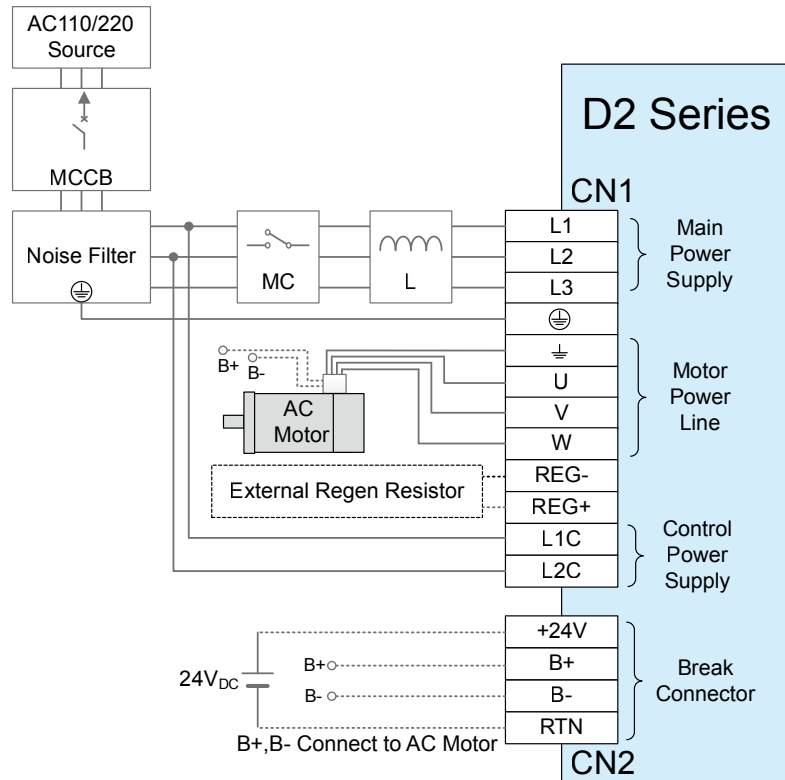 AC110/220
Source
D2 Series
MCCB
CN1
Noise Filter
MC
L
L1
L2
L3
Main
Power
Supply
B+
B-
AC
Motor
U
V
W
Motor
Power
Line
External Regen Resistor
REG-
REG+
L1C
L2C
Control
Power
Supply
24VDC
B+
B-
+24V
B+
B-
RTN
Break
Connector
B+,B- Connect to AC Motor
CN2